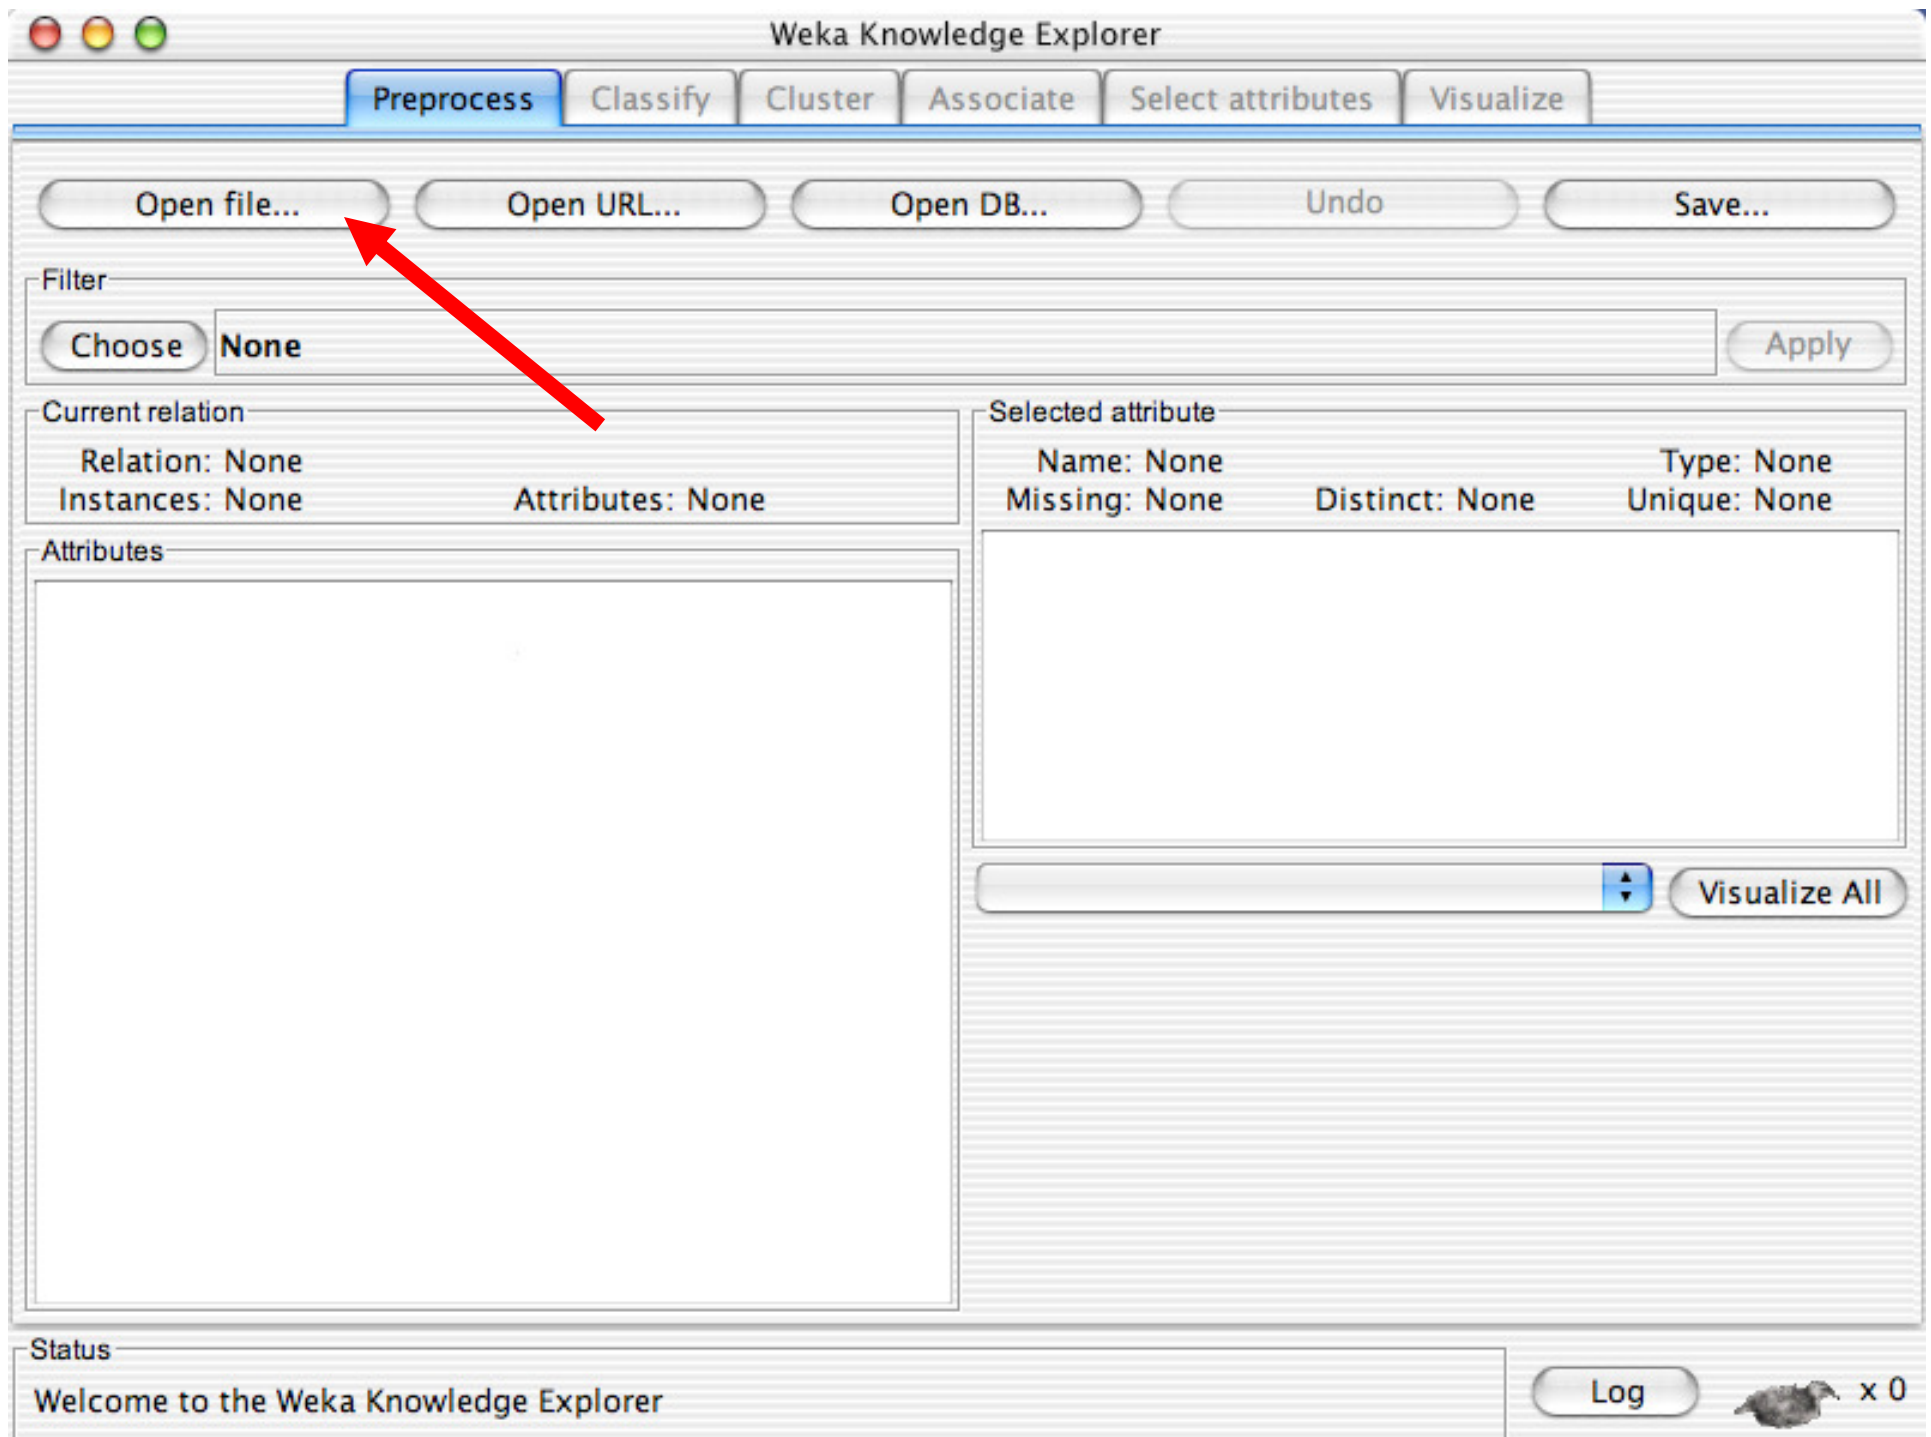 Weka Knowledge Explorer
Preprocess Classify Cluster Associate Select attributes Visualize
Open file... Open URL... Open DB... Undo Save...
Filter
Choose None Apply
Current relation
Relation: None
Instances: None Attributes: None
Attributes
Selected attribute
Name: None Type: None
Missing: None Distinct: None Unique: None
Visualize All
Status
Welcome to the Weka Knowledge Explorer
Log x 0